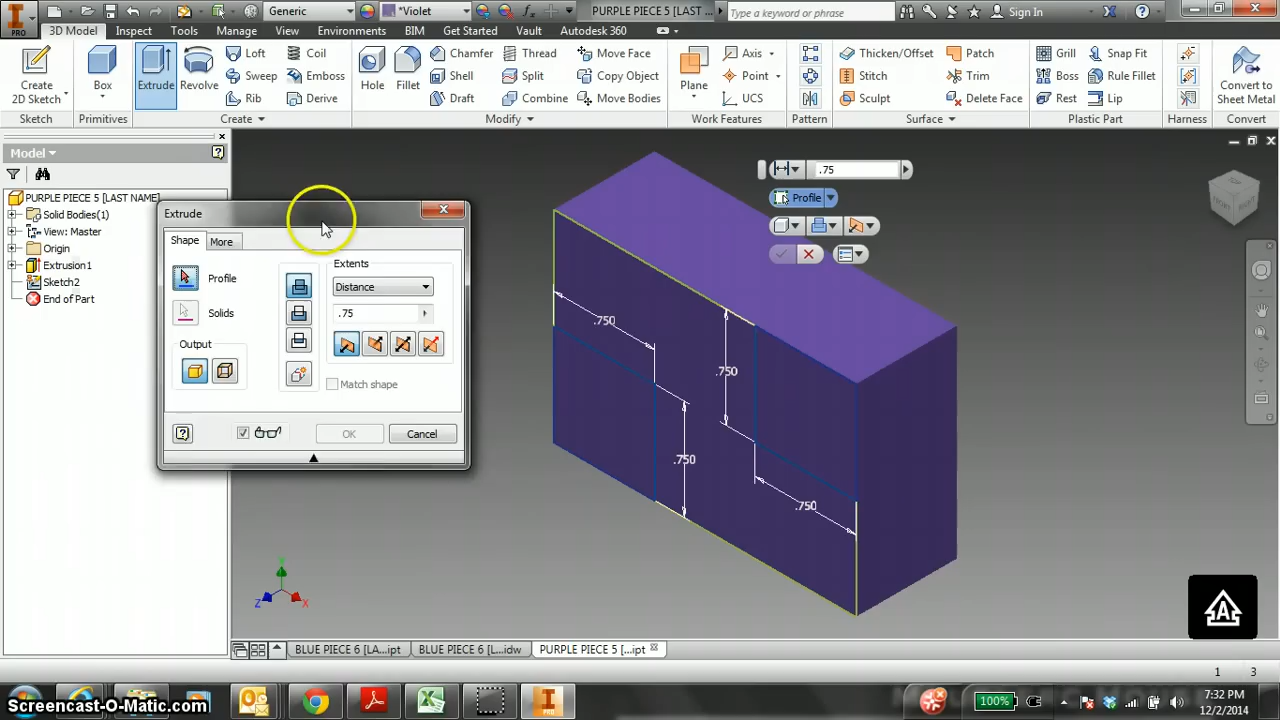 PRO
Generic
*Violet
fx
PURPLE PIECE 5 [LAST ...
Type a keyword or phrase
Sign In
3D Model
Inspect
Tools
Manage
View
Environments
BIM
Get Started
Vault
Autodesk 360
Create
2D Sketch
Box
Extrude
Revolve
Loft
Sweep
Rib
Coil
Emboss
Derive
Hole
Fillet
Chamfer
Shell
Draft
Thread
Split
Combine
Move Face
Copy Object
Move Bodies
Plane
Axis
Point
UCS
Thicken/Offset
Stitch
Sculpt
Patch
Trim
Delete Face
Grill
Boss
Rest
Snap Fit
Rule Fillet
Lip
Convert to
Sheet Metal
Sketch
Primitives
Create
Modify
Work Features
Pattern
Surface
Plastic Part
Harness
Convert
Model
PURPLE PIECE 5 [LAST NAME]
Solid Bodies(1)
View: Master
Origin
Extrusion1
Sketch2
End of Part
Extrude
Shape
More
Profile
Solids
Output
Extents
Distance
.75
Match shape
OK
Cancel
.75
Profile
.750
.750
.750
.750
Y
Z
X
BLUE PIECE 6 [LA...ipt
BLUE PIECE 6 [L...idw
PURPLE PIECE 5 [...ipt
1
3
100%
7:32 PM
12/2/2014
Screencast-O-Matic.com